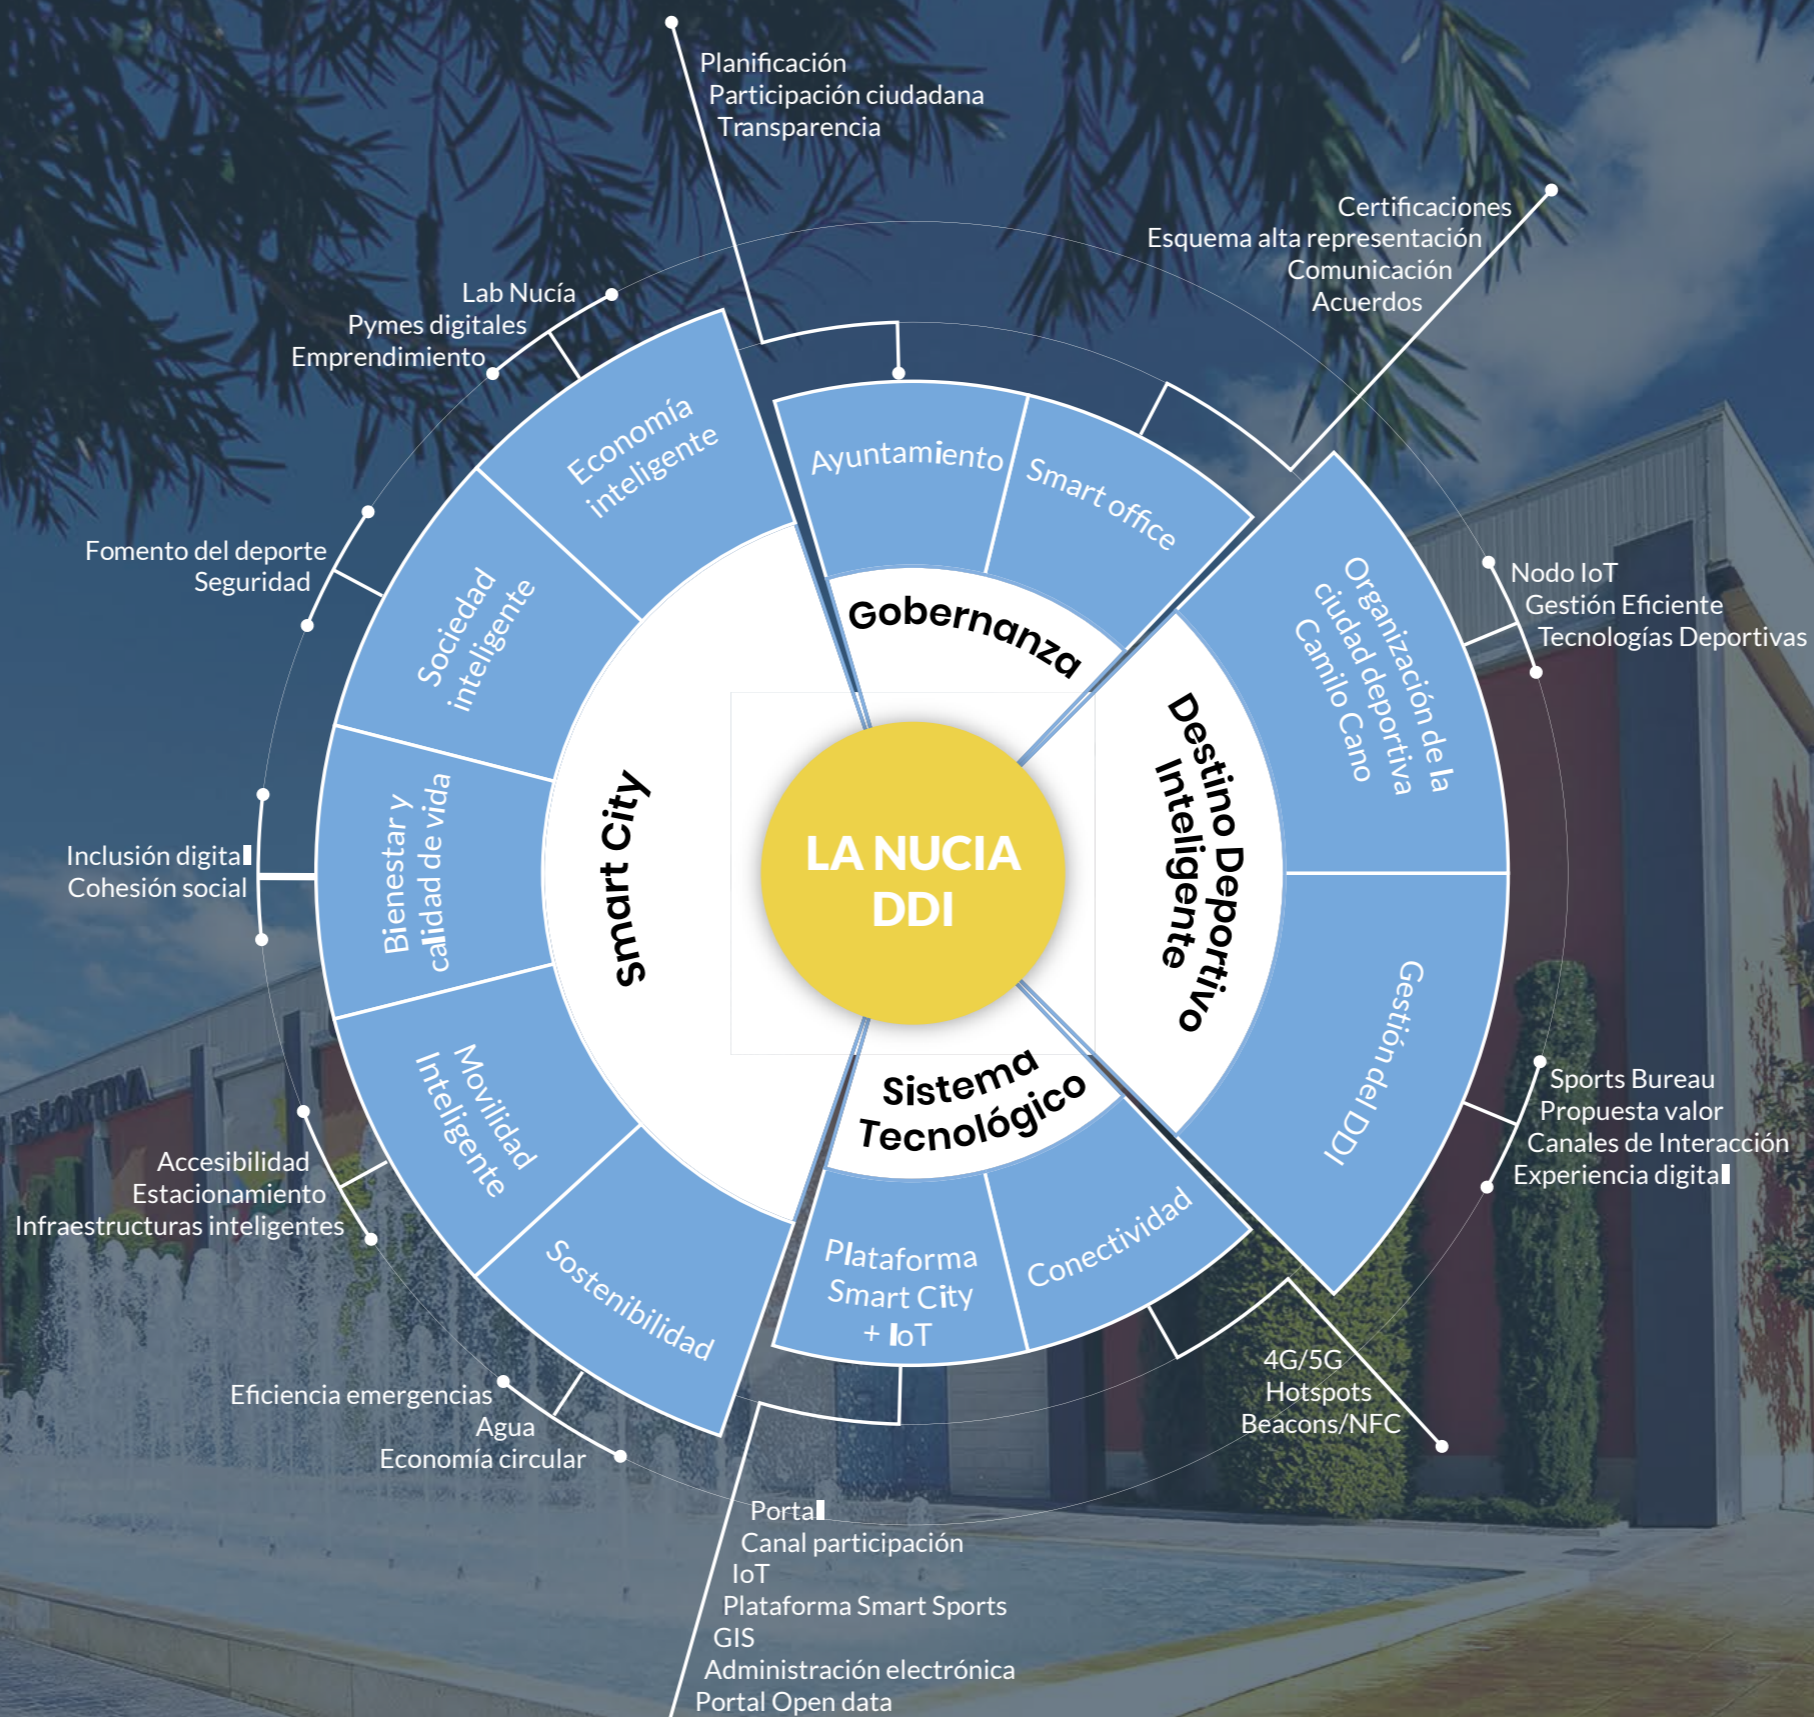 Planificación
Participación ciudadana
Transparencia
Certificaciones
Esquema alta representación
Comunicación
Acuerdos
Lab Nucía
Pymes digitales
Emprendimiento
Economía
inteligente
Ayuntamiento
Smart office
Gobernanza
Fomento del deporte
Seguridad
Sociedad
inteligente
Organización de la
ciudad deportiva
Camilo Cano
Nodo IoT
Gestión Eficiente
Tecnologías Deportivas
Inclusión digital
Cohesión social
Bienestar y
calidad de vida
Smart City
LA NUCIA
DDI
Destino Deportivo
Inteligente
Gestión del DDI
Sports Bureau
Propuesta valor
Canales de Interacción
Experiencia digital
Accesibilidad
Estacionamiento
Infraestructuras inteligentes
Movilidad
Inteligente
Sistema
Tecnológico
Sostenibilidad
Plataforma
Smart City
+ IoT
Conectividad
Eficiencia emergencias
Agua
Economía circular
4G/5G
Hotspots
Beacons/NFC
Portal
Canal participación
IoT
Plataforma Smart Sports
GIS
Administración electrónica
Portal Open data